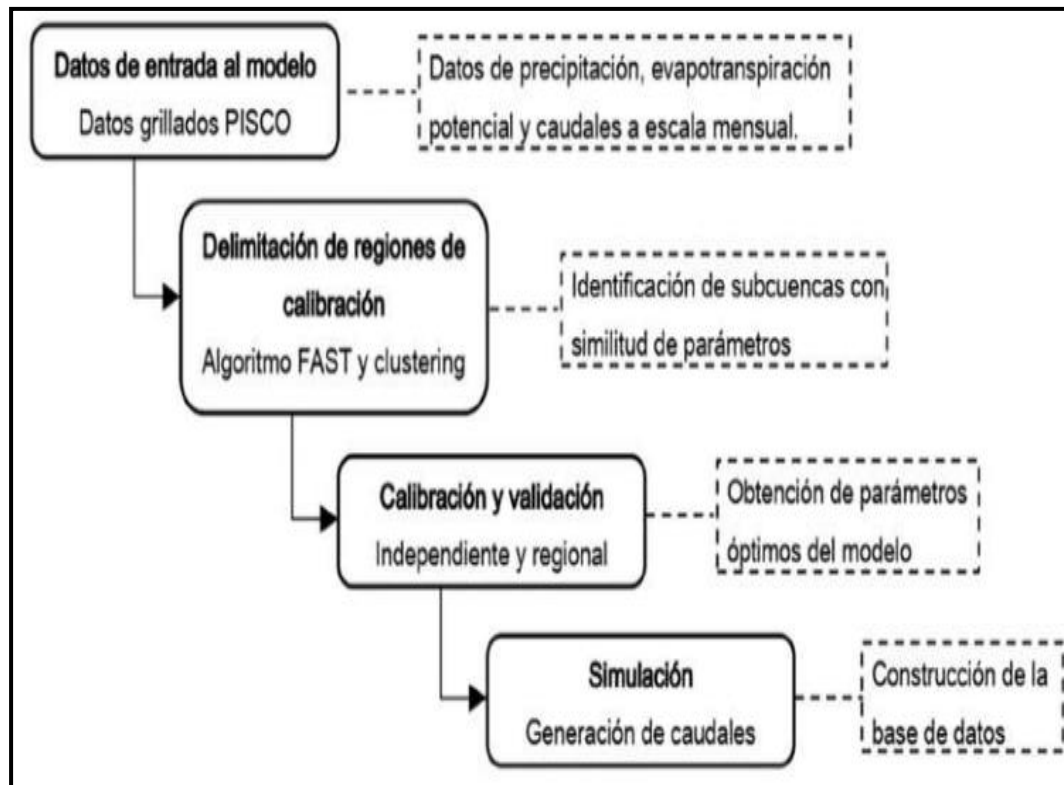 Datos de entrada al modelo
Datos grillados PISCO
Datos de precipitación, evapotranspiración
potencial y caudales a escala mensual.
Delimitación de regiones de
calibración
Algoritmo FAST y clustering
Identificación de subcuencas con
similitud de parámetros
Calibración y validación
Independiente y regional
Obtención de parámetros
óptimos del modelo
Simulación
Generación de caudales
Construcción de la
base de datos